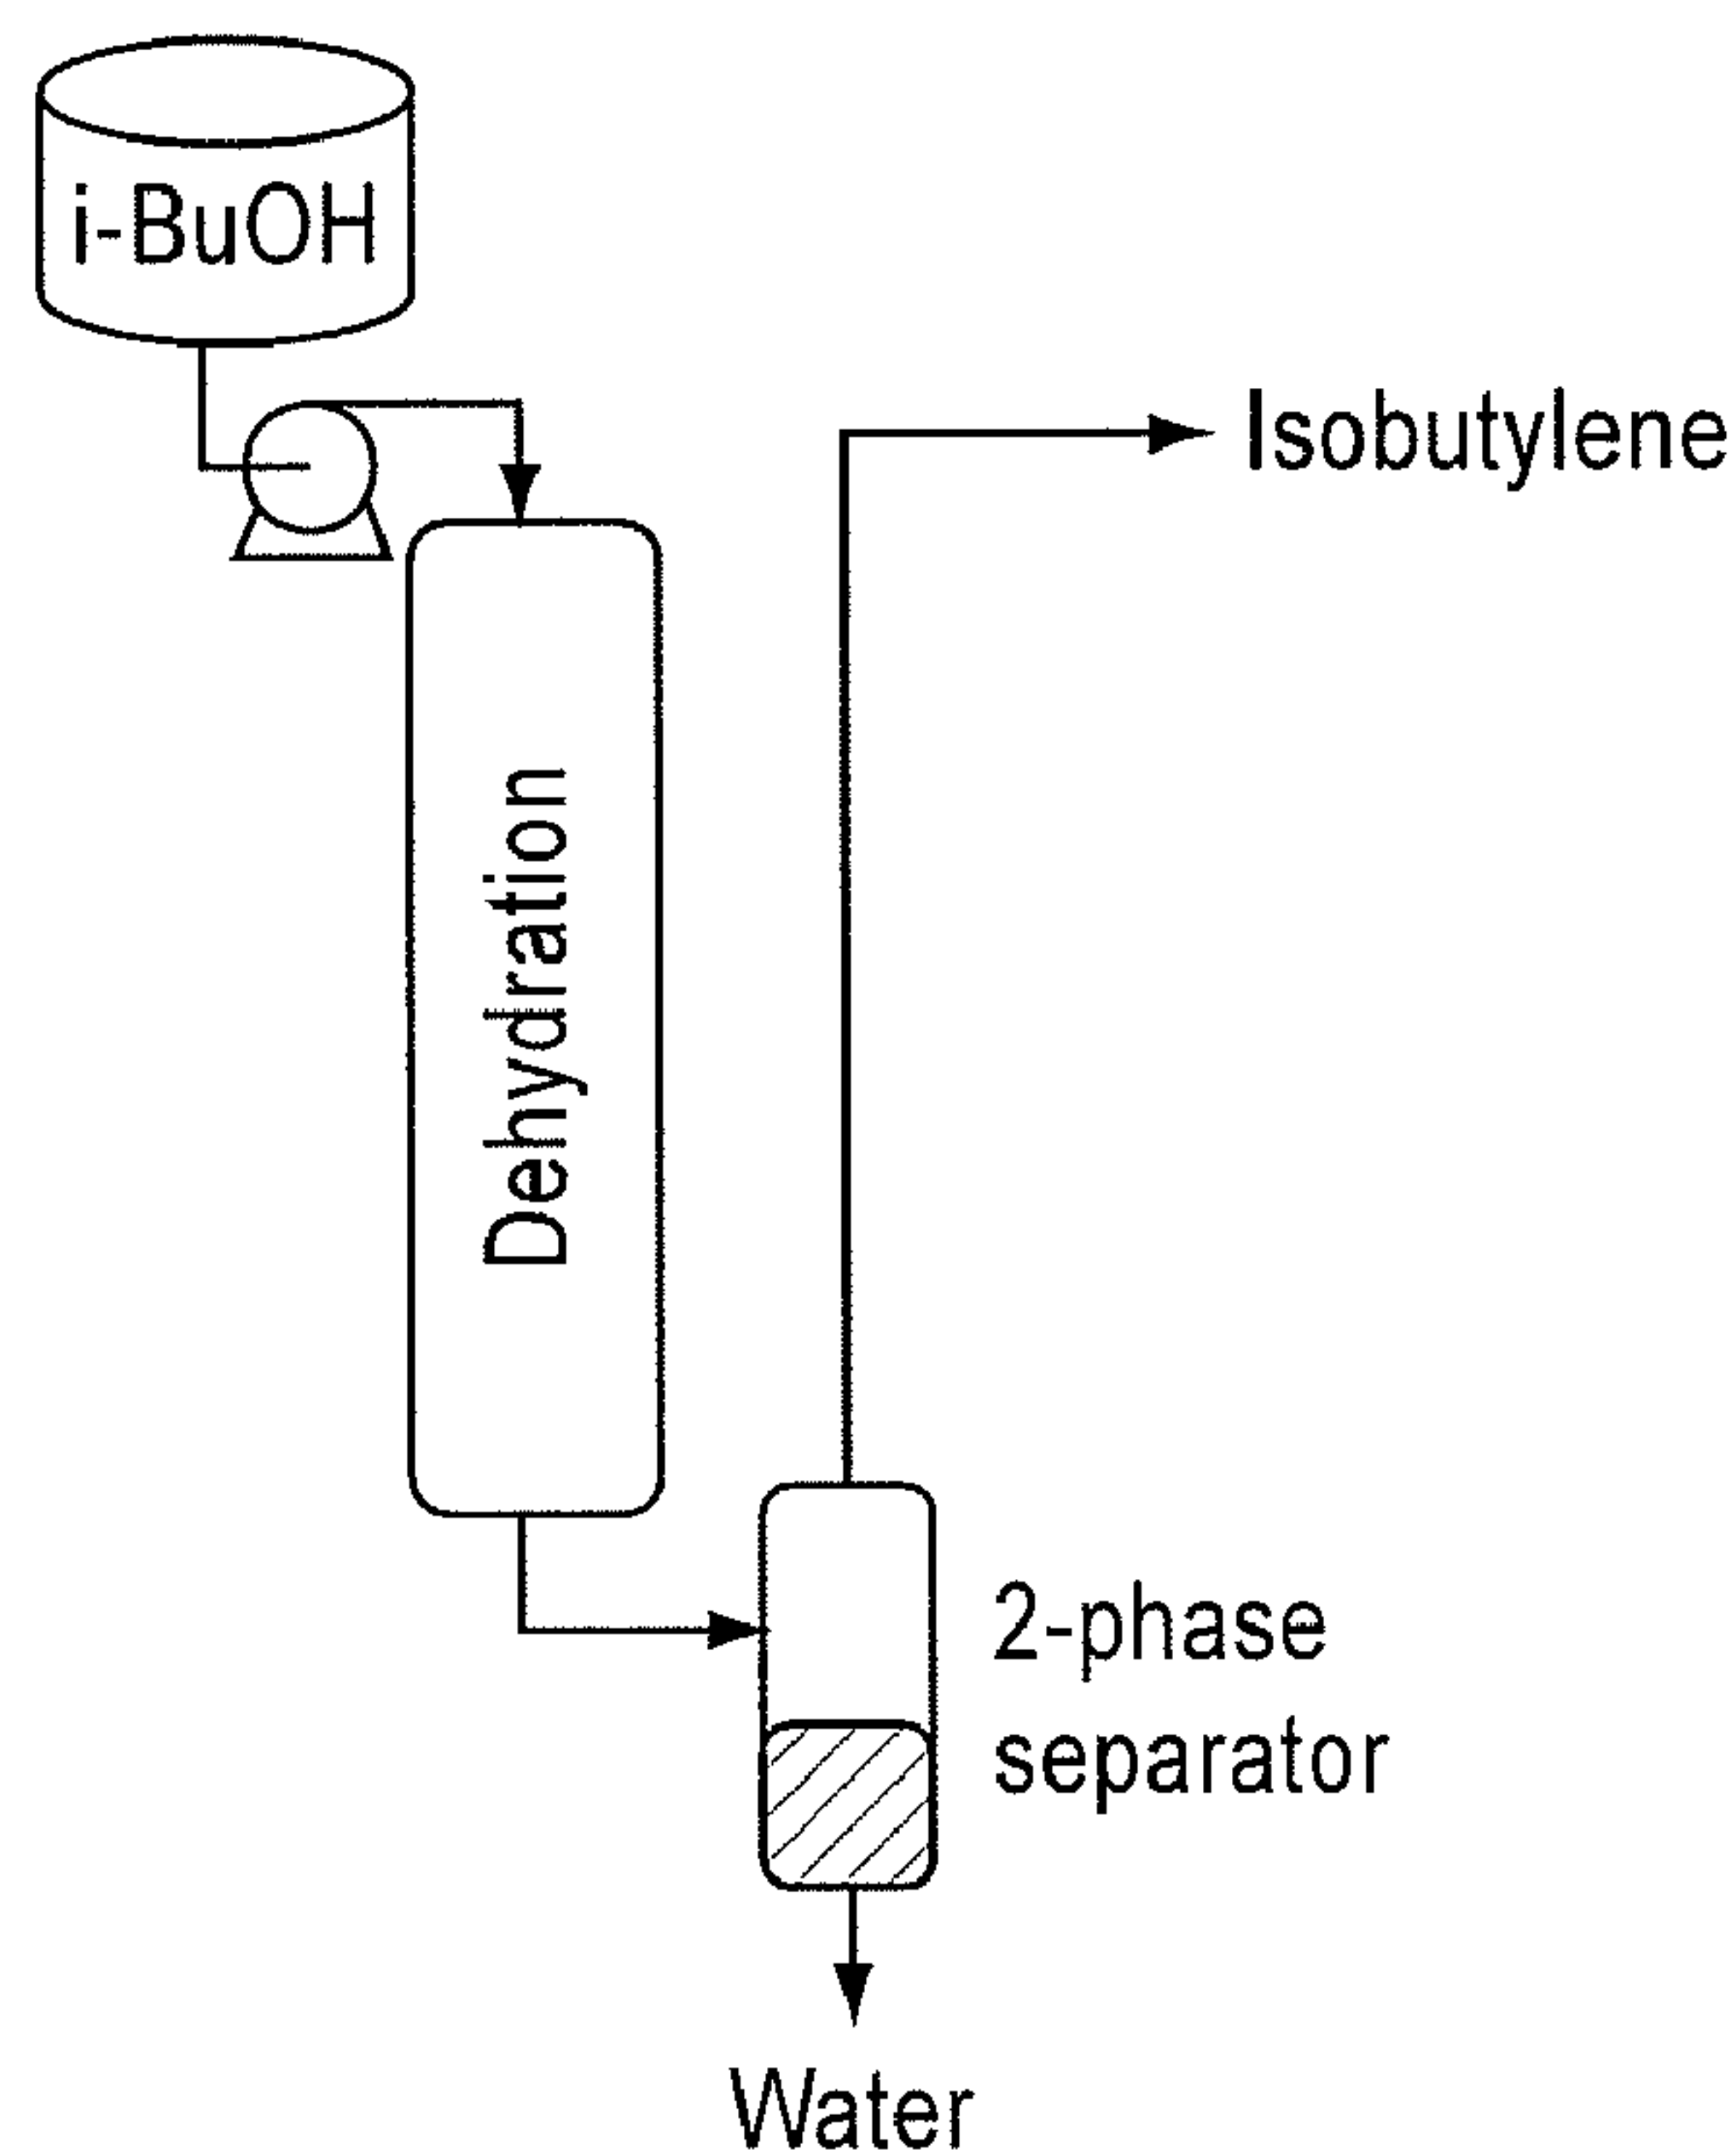 i-BuOH
Isobutylene
Dehydration
2-phase
separator
Water